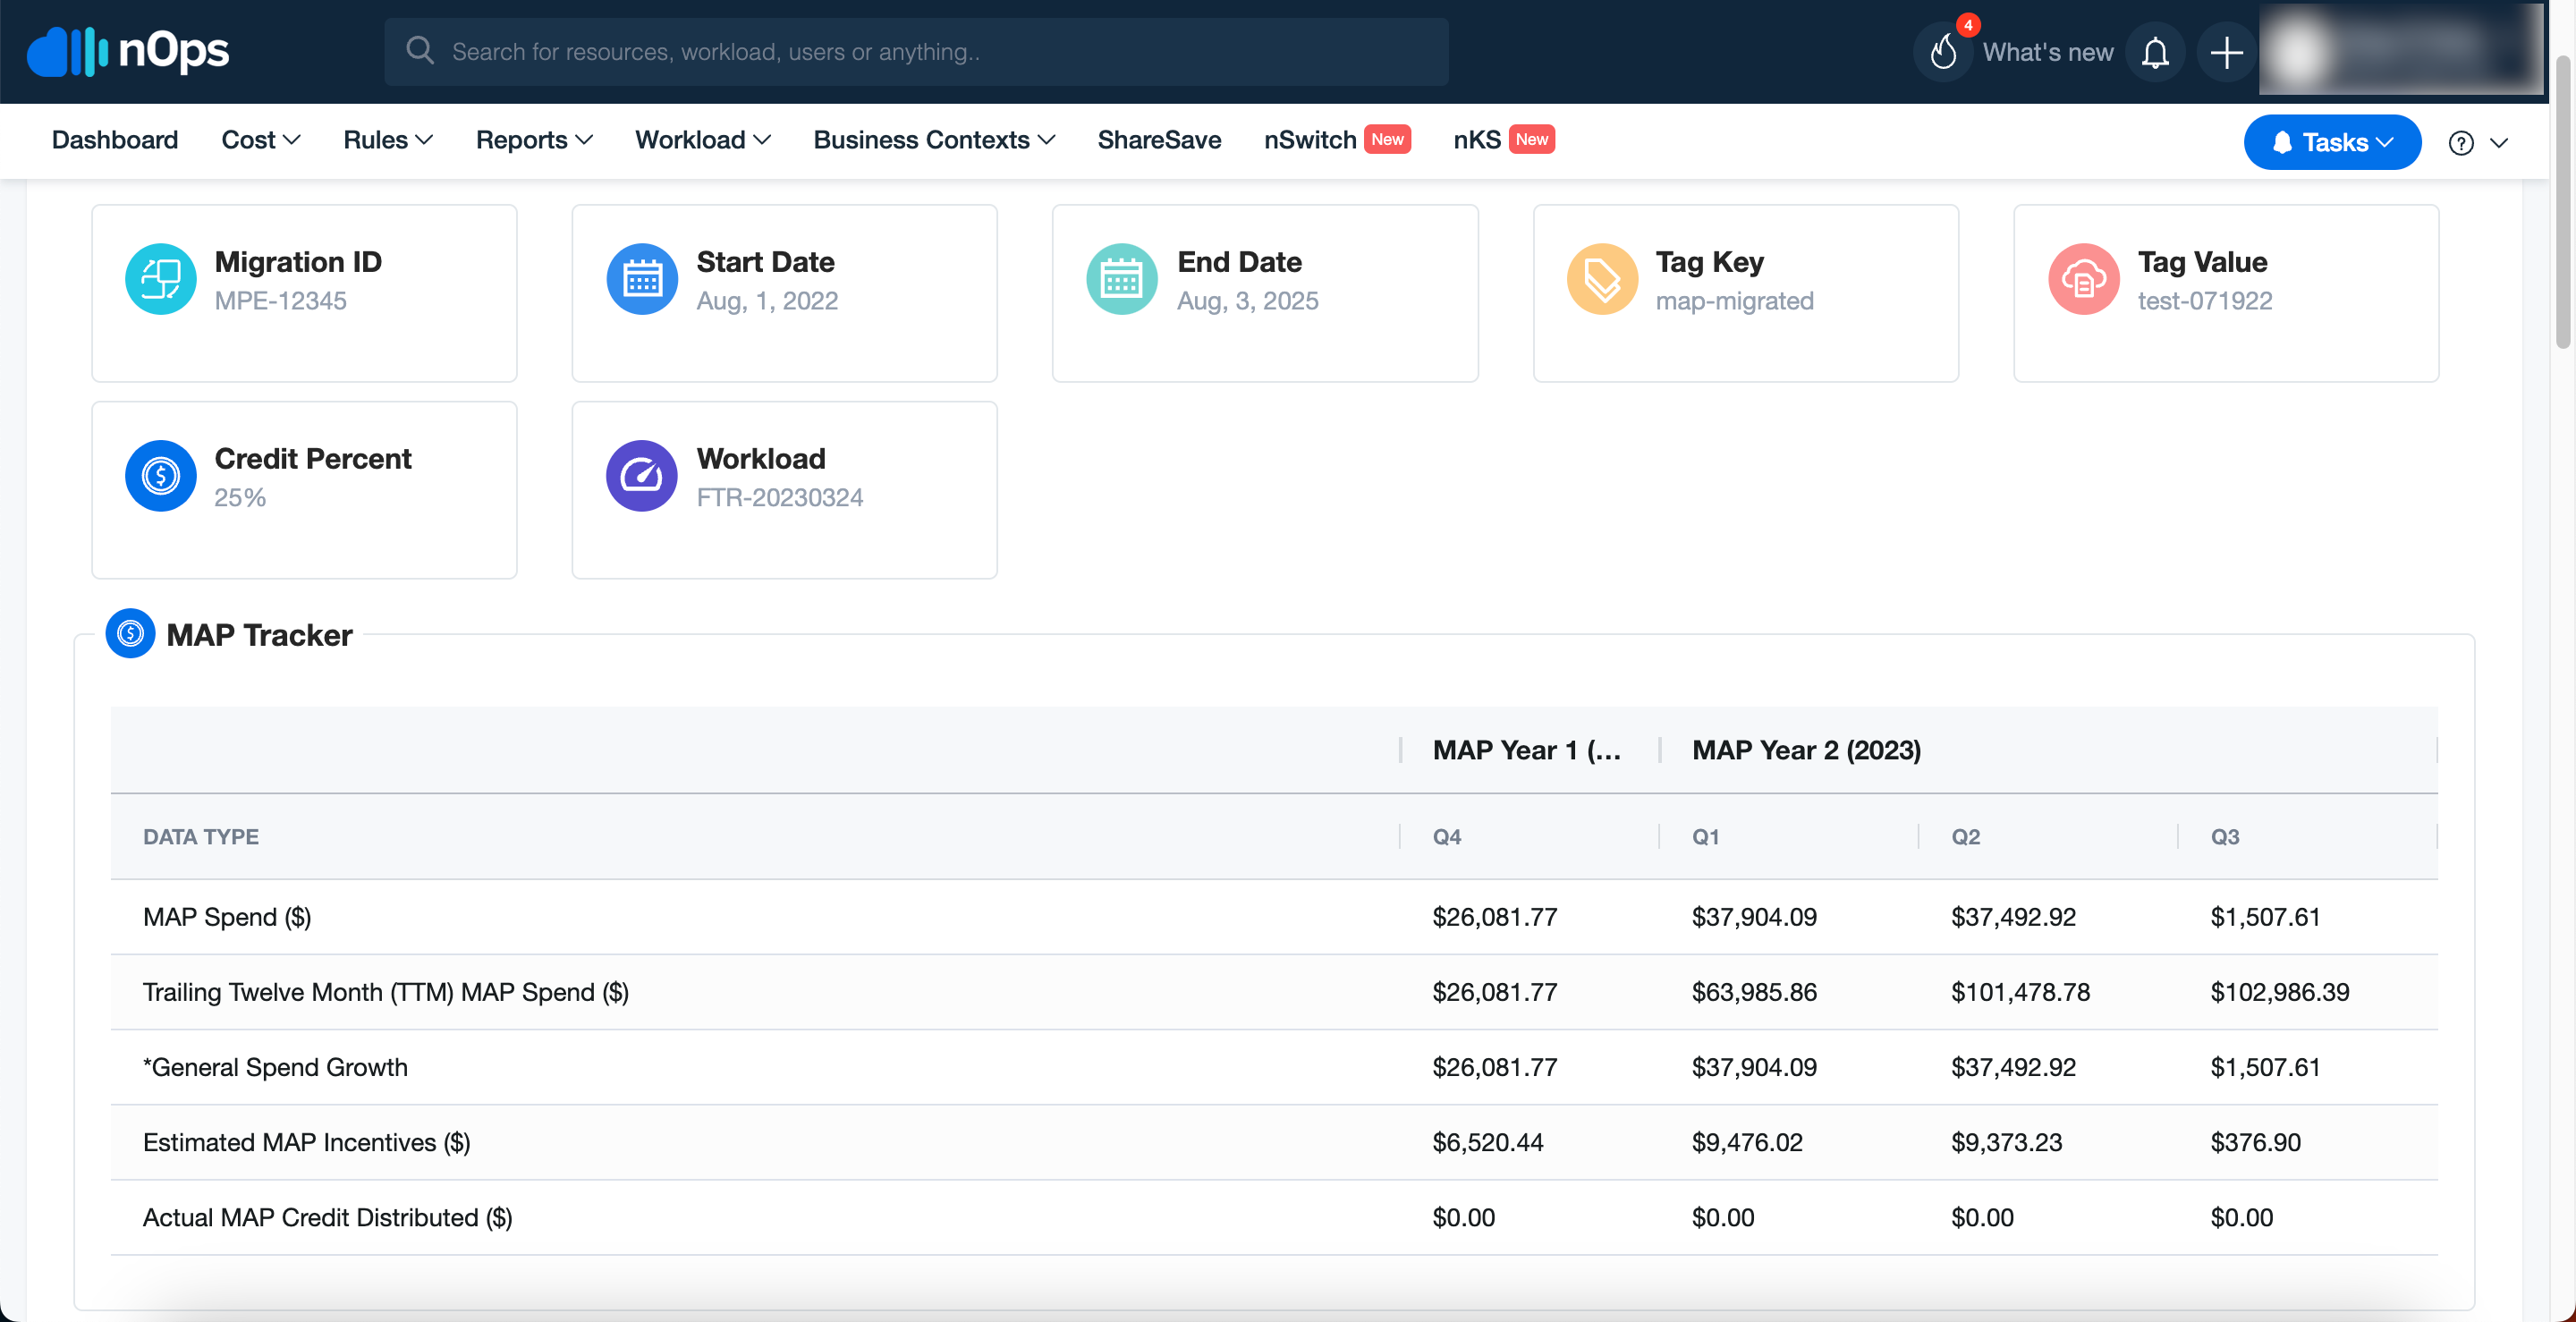 nOps
Search for resources, workload, users or anything..
4
What's new
Dashboard Cost Rules Reports Workload Business Contexts ShareSave nSwitch New nKS New
Tasks
?
Migration ID
MPE-12345
Start Date
Aug, 1, 2022
End Date
Aug, 3, 2025
Tag Key
map-migrated
Tag Value
test-071922
Credit Percent
25%
Workload
FTR-20230324
MAP Tracker
MAP Year 1 (... MAP Year 2 (2023)
DATA TYPE Q4 Q1 Q2 Q3
MAP Spend ($) $26,081.77 $37,904.09 $37,492.92 $1,507.61
Trailing Twelve Month (TTM) MAP Spend ($) $26,081.77 $63,985.86 $101,478.78 $102,986.39
*General Spend Growth $26,081.77 $37,904.09 $37,492.92 $1,507.61
Estimated MAP Incentives ($) $6,520.44 $9,476.02 $9,373.23 $376.90
Actual MAP Credit Distributed ($) $0.00 $0.00 $0.00 $0.00